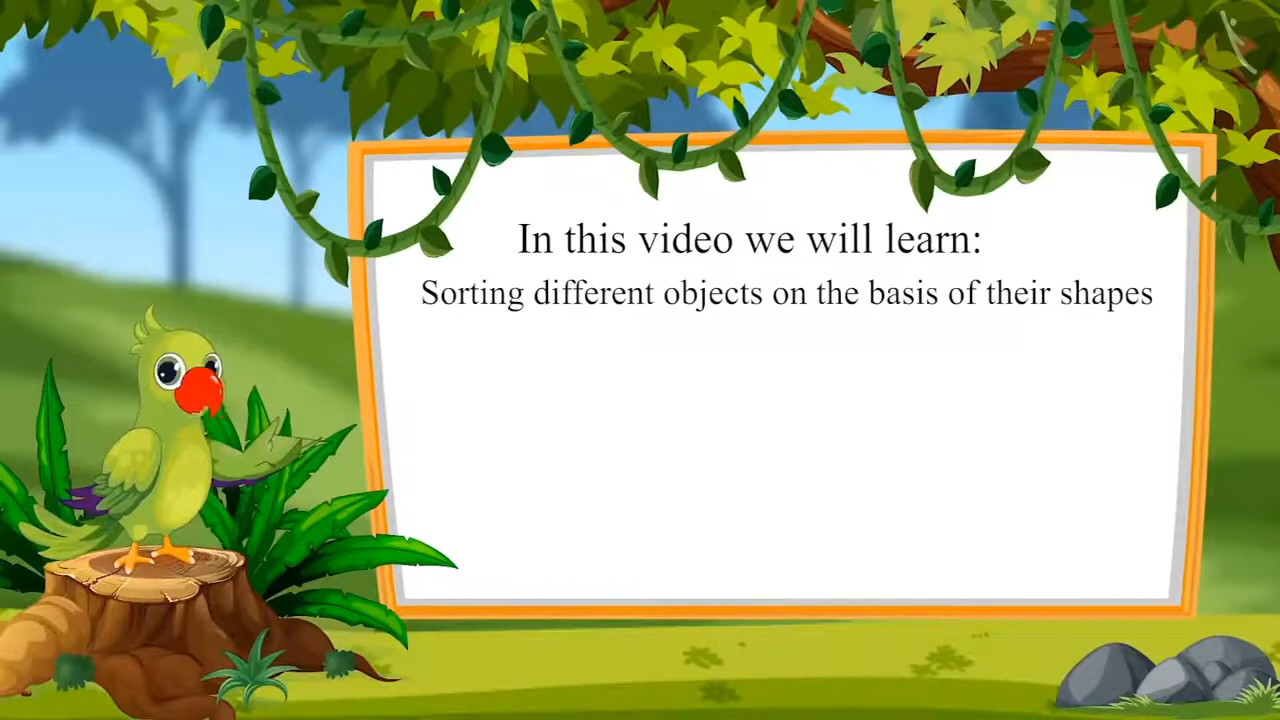 In this video we will learn:
Sorting different objects on the basis of their shapes